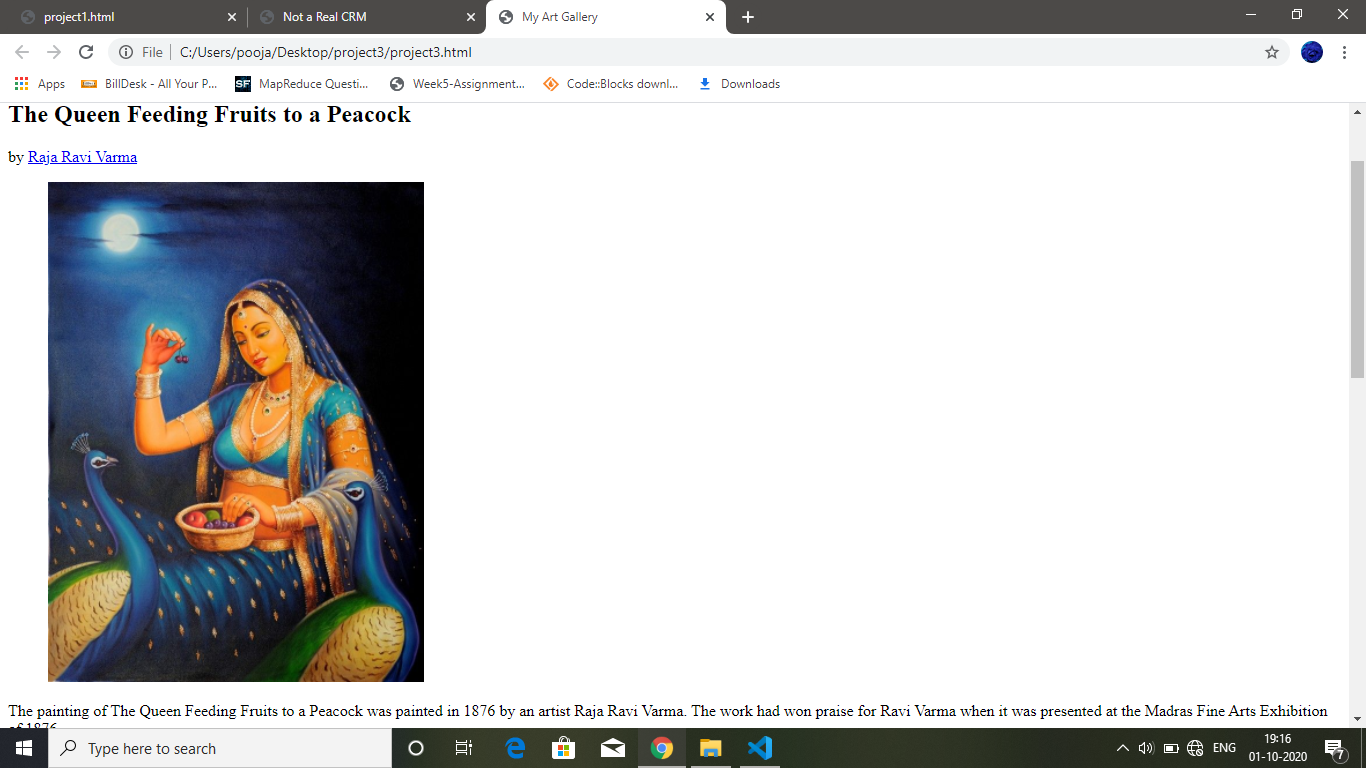 project1.html
Not a Real CRM
My Art Gallery
File
C:/Users/pooja/Desktop/project3/project3.html
Apps
BillDesk - All Your P...
SF
MapReduce Questi...
Week5-Assignment...
Code::Blocks downl...
Downloads
The Queen Feeding Fruits to a Peacock
by Raja Ravi Varma
The painting of The Queen Feeding Fruits to a Peacock was painted in 1876 by an artist Raja Ravi Varma. The work had won praise for Ravi Varma when it was presented at the Madras Fine Arts Exhibition
of 1876
Type here to search
ENG
19:16
01-10-2020
7